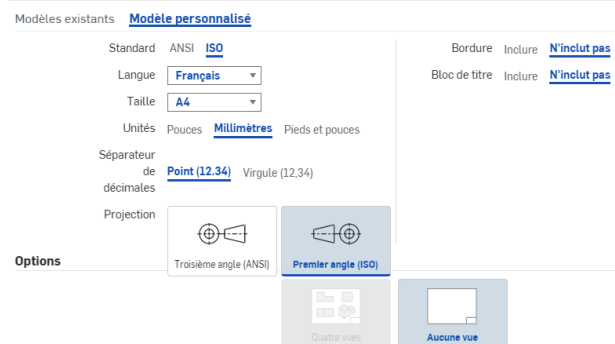 Modèles existants Modèle personnalisé
Standard ANSI ISO
Langue Français
Taille A4
Unités Pouces Millimètres Pieds et pouces
Séparateur
de
décimales
Point (12.34) Virgule (12,34)
Projection
Troisième angle (ANSI) Premier angle (ISO)
Bordure Inclure N'inclut pas
Bloc de titre Inclure N'inclut pas
Options
Quatre vues Aucune vue